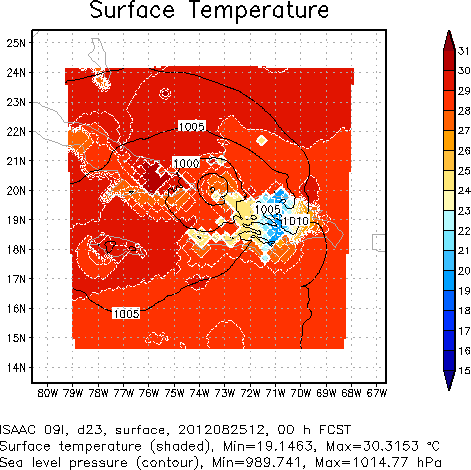 Surface Temperature
25N
24N
23N
22N
21N
20N
19N
18N
17N
16N
15N
14N
80W 79W 78W 77W 76W 75W 74W 73W 72W 71W 70W 69W 68W 67W
1005
1000
1005
1010
1005
31
30
29
28
27
26
25
24
23
22
21
20
19
18
17
16
15
ISAAC 09l, d23, surface, 2012082512, 00 h FCST
Surface temperature (shaded), Min=19.1463, Max=30.3153 °C
Sea level pressure (contour), Min=989.741, Max=1014.77 hPa